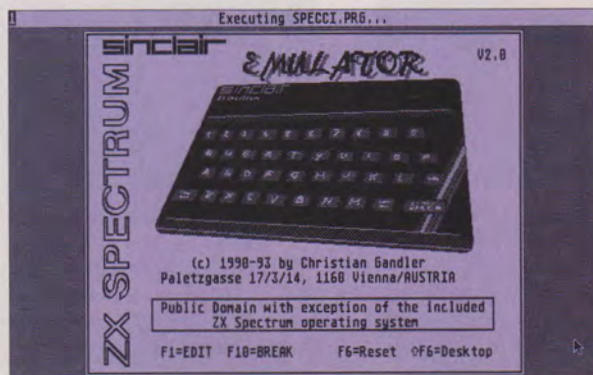 Executing SPECCI.PRG...
sinclair
EMULATOR
V2.0
ZX SPECTRUM
sinclair
(c) 1990-93 by Christian Gandler
Paletzgasse 17/3/14, 1160 Vienna/AUSTRIA
Public Domain with exception of the included
ZX Spectrum operating system
F1=EDIT F10=BREAK F6=Reset ⇧F6=Desktop